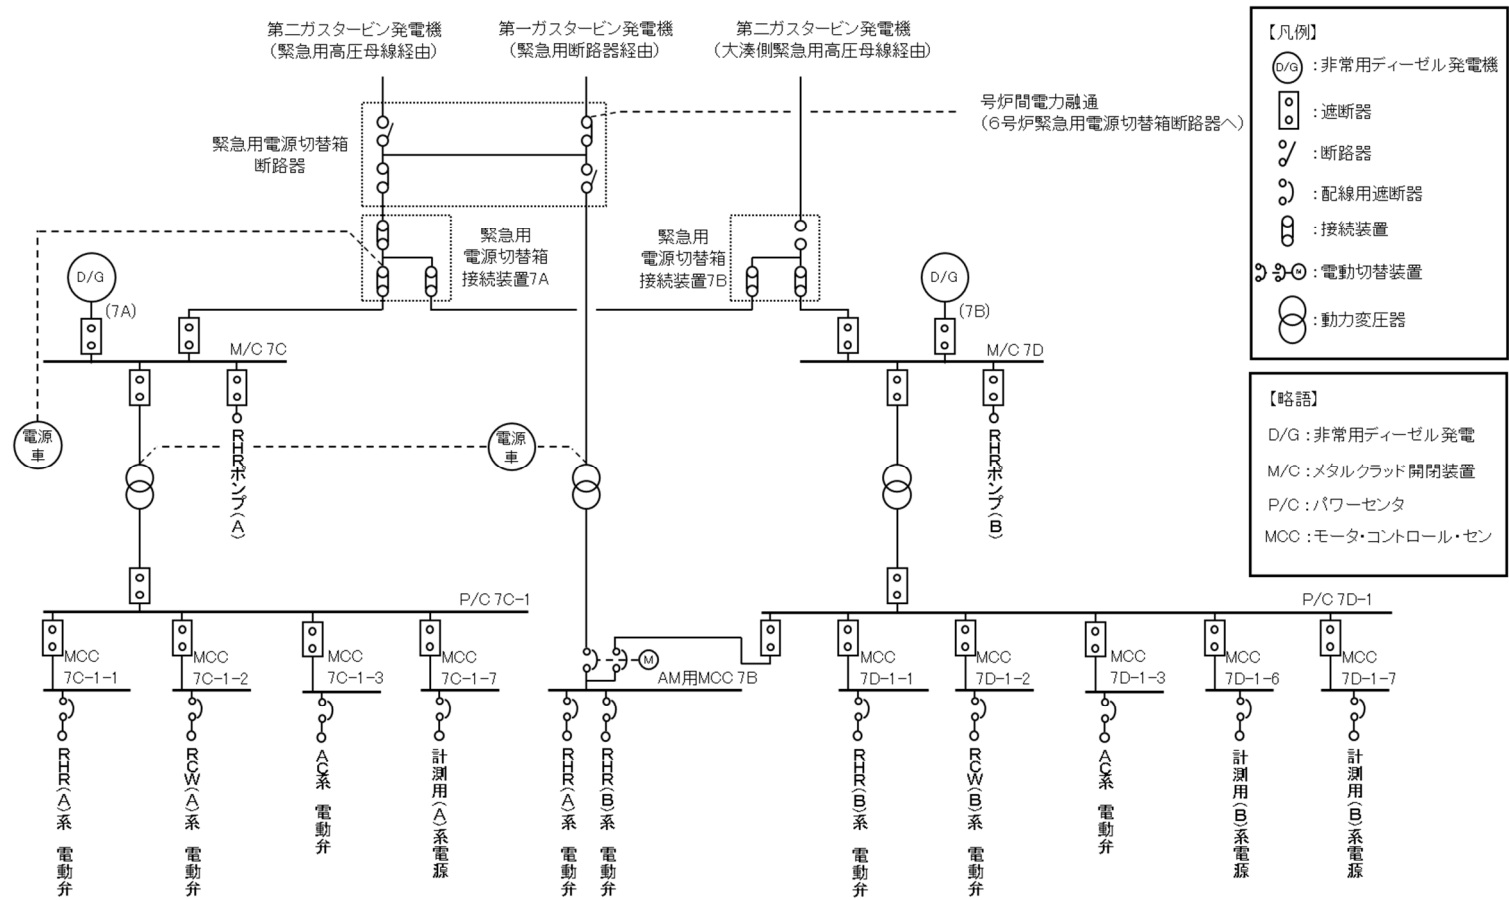 第二ガスタービン発電機
（緊急用高圧母線経由）
第一ガスタービン発電機
（緊急用断路器経由）
第二ガスタービン発電機
（大湊側緊急用高圧母線経由）
号炉間電力融通
（６号炉緊急用電源切替箱断路器へ）
緊急用電源切替箱
断路器
緊急用
電源切替箱
接続装置7A
緊急用
電源切替箱
接続装置7B
D/G
(7A)
D/G
(7B)
M/C 7C
M/C 7D
電源
車
電源
車
RHRポンプ(A)
RHRポンプ(B)
P/C 7C-1
P/C 7D-1
MCC
7C-1-1
MCC
7C-1-2
MCC
7C-1-3
MCC
7C-1-7
M
AM用MCC 7B
MCC
7D-1-1
MCC
7D-1-2
MCC
7D-1-3
MCC
7D-1-6
MCC
7D-1-7
RHR(A)系 電動弁
RCW(A)系 電動弁
AC系 電動弁
計測用(A)系電源
RHR(A)系 電動弁
RHR(B)系 電動弁
RHR(B)系 電動弁
RCW(B)系 電動弁
AC系 電動弁
計測用(B)系電源
計測用(B)系電源
【凡例】
D/G ：非常用ディーゼル発電機
：遮断器
：断路器
：配線用遮断器
：接続装置
M ：電動切替装置
：動力変圧器
【略語】
D/G ：非常用ディーゼル発電
M/C ：メタルクラッド開閉装置
P/C ：パワーセンタ
MCC ：モータ・コントロール・セン